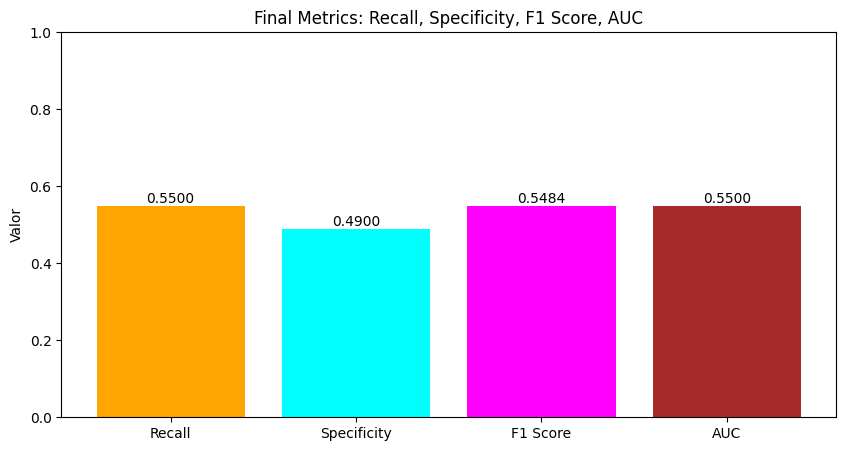 Final Metrics: Recall, Specificity, F1 Score, AUC
1.0
0.8
0.6
0.4
0.2
0.0
Valor
0.5500
0.4900
0.5484
0.5500
Recall
Specificity
F1 Score
AUC